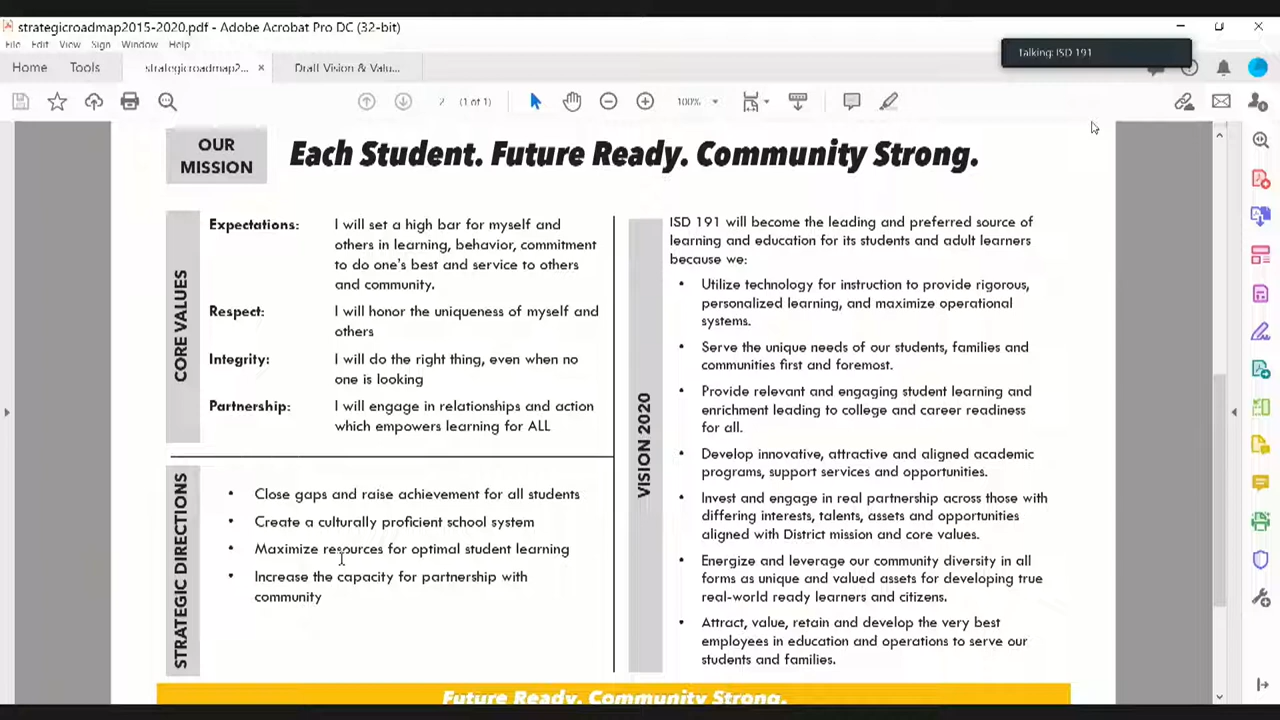 strategicroadmap2015-2020.pdf - Adobe Acrobat Pro DC (32-bit)
File Edit View Sign Window Help
Talking: ISD 191
Home Tools strategicroadmap2... × Draft Vision & Valu...
2 (1 of 1) 100%
OUR
MISSION
Each Student. Future Ready. Community Strong.
CORE VALUES
Expectations: I will set a high bar for myself and
others in learning, behavior, commitment
to do one's best and service to others
and community.
Respect: I will honor the uniqueness of myself and
others
Integrity: I will do the right thing, even when no
one is looking
Partnership: I will engage in relationships and action
which empowers learning for ALL
STRATEGIC DIRECTIONS
• Close gaps and raise achievement for all students
• Create a culturally proficient school system
• Maximize resources for optimal student learning
• Increase the capacity for partnership with
community
VISION 2020
ISD 191 will become the leading and preferred source of
learning and education for its students and adult learners
because we:
• Utilize technology for instruction to provide rigorous,
personalized learning, and maximize operational
systems.
• Serve the unique needs of our students, families and
communities first and foremost.
• Provide relevant and engaging student learning and
enrichment leading to college and career readiness
for all.
• Develop innovative, attractive and aligned academic
programs, support services and opportunities.
• Invest and engage in real partnership across those with
differing interests, talents, assets and opportunities
aligned with District mission and core values.
• Energize and leverage our community diversity in all
forms as unique and valued assets for developing true
real-world ready learners and citizens.
• Attract, value, retain and develop the very best
employees in education and operations to serve our
students and families.
Future Ready. Community Strong.